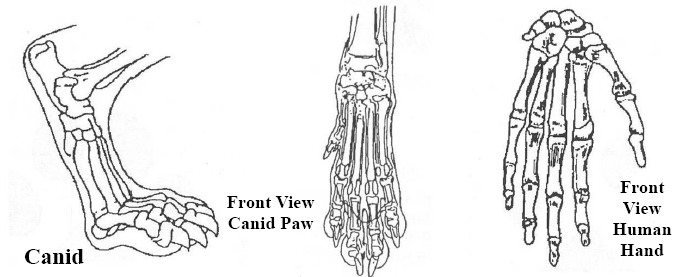 Canid
Front View
Canid Paw
Front
View
Human
Hand